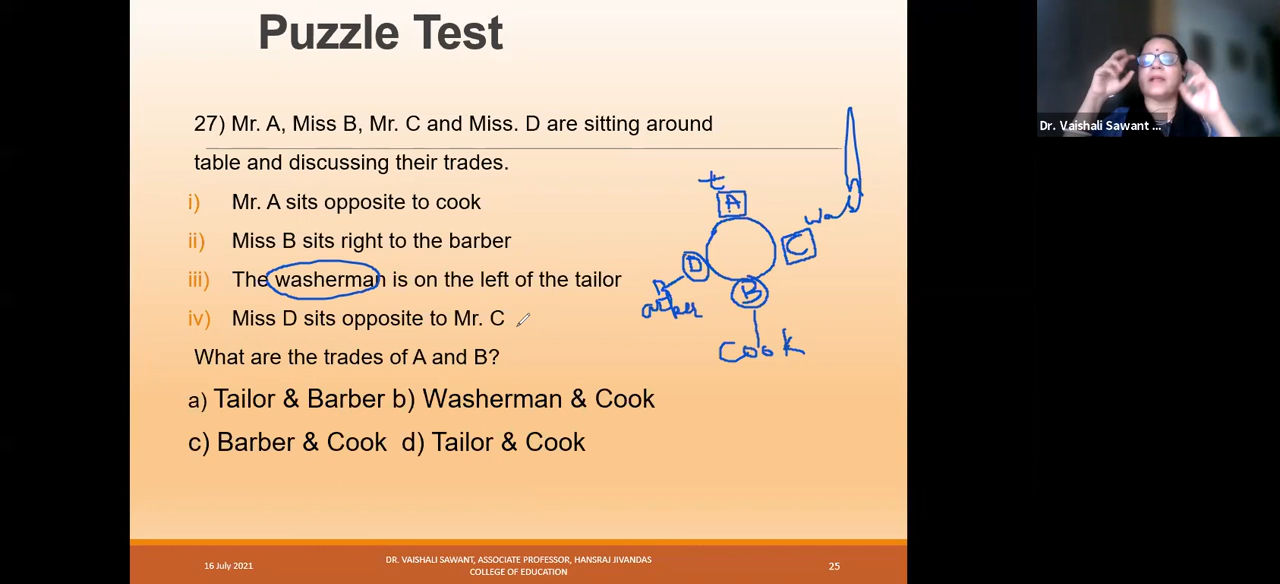 Puzzle Test
27) Mr. A, Miss B, Mr. C and Miss. D are sitting around
table and discussing their trades.
i) Mr. A sits opposite to cook
ii) Miss B sits right to the barber
iii) The washerman is on the left of the tailor
iv) Miss D sits opposite to Mr. C
What are the trades of A and B?
a) Tailor & Barber b) Washerman & Cook
c) Barber & Cook d) Tailor & Cook
t
A
wash
C
D
B
Barber
Cook
16 July 2021
DR. VAISHALI SAWANT, ASSOCIATE PROFESSOR, HANSRAJ JIVANDAS
COLLEGE OF EDUCATION
25
Dr. Vaishali Sawant ...